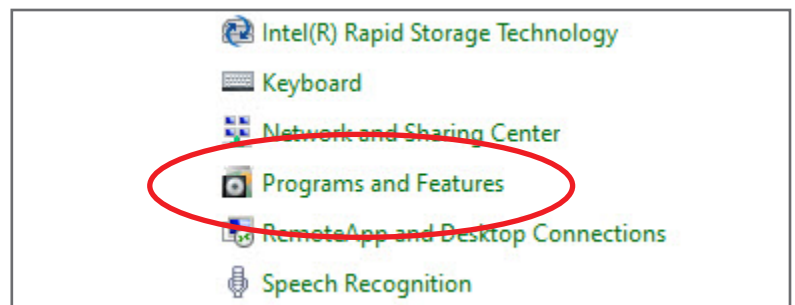 Intel(R) Rapid Storage Technology
Keyboard
Network and Sharing Center
Programs and Features
RemoteApp and Desktop Connections
Speech Recognition